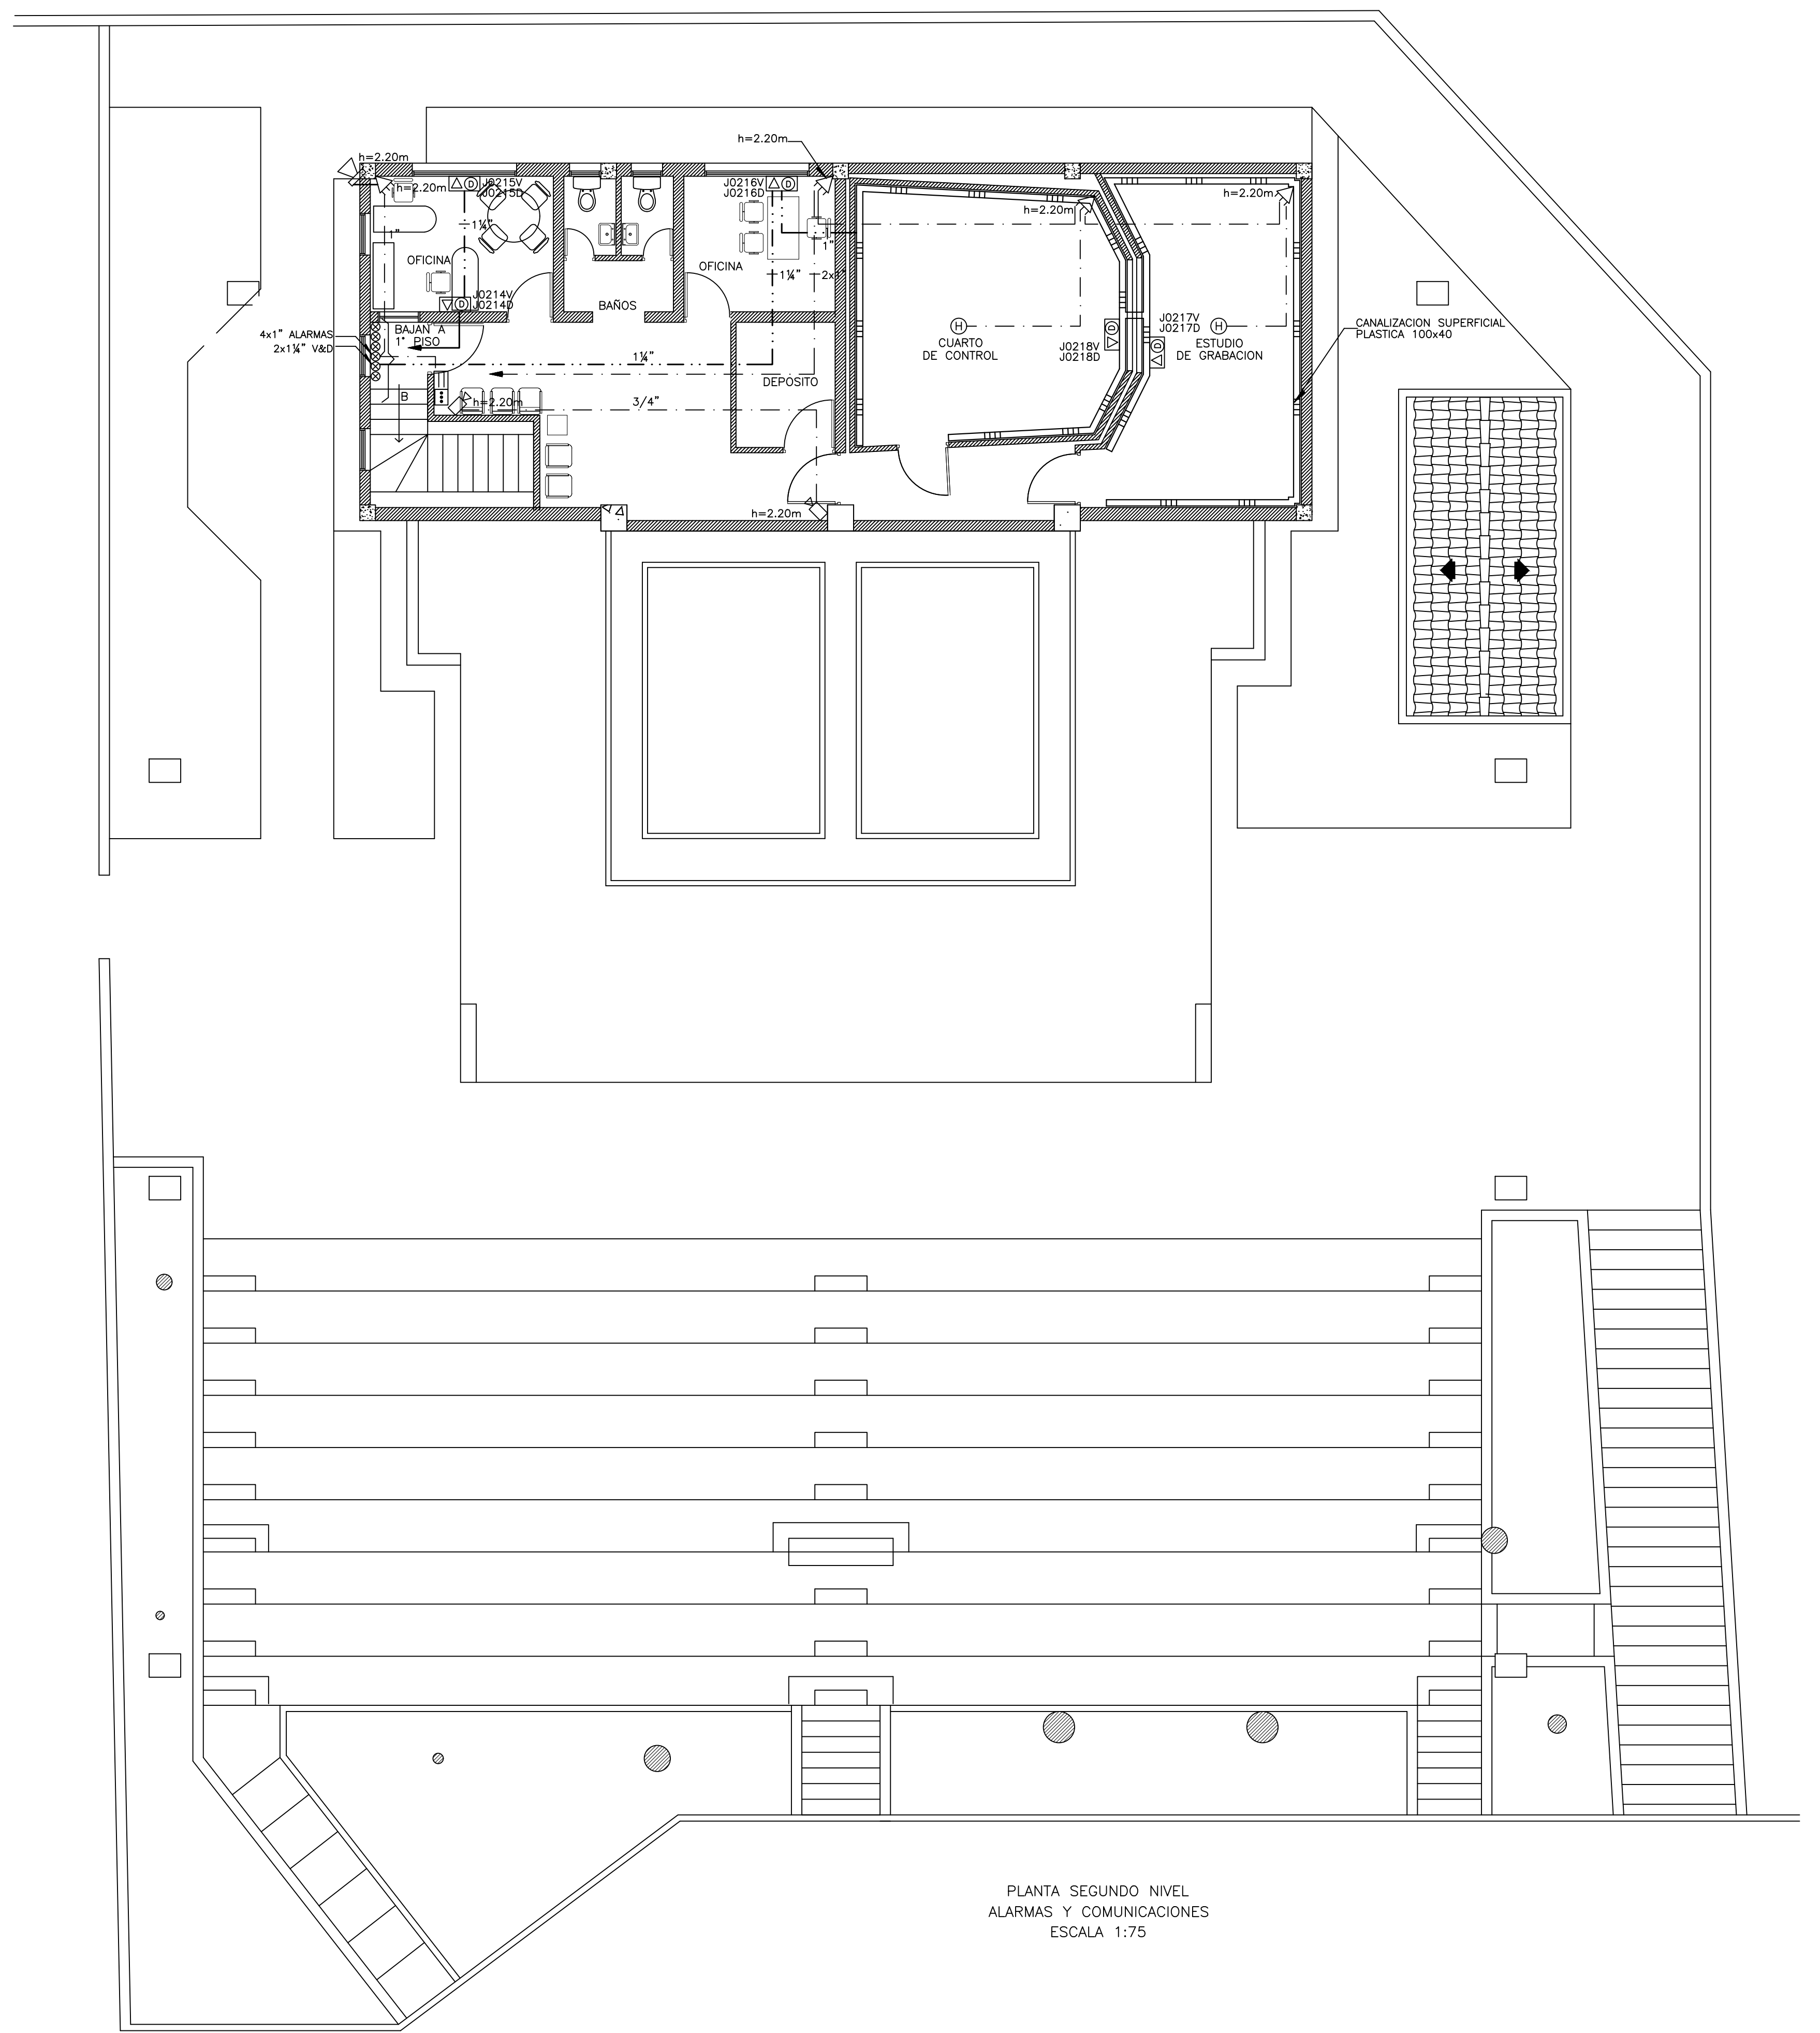 h=2.20m
h=2.20m
h=2.20m
J0215V
J0215D
J0216V
J0216D
h=2.20m
h=2.20m
1"
1¼"
1"
OFICINA
OFICINA
1¼"
2x1"
J0214V
J0214D
BAÑOS
4x1" ALARMAS
2x1¼" V&D
BAJAN A
1° PISO
1¼"
H
CUARTO
DE CONTROL
J0218V
J0218D
J0217V
J0217D
H
ESTUDIO
DE GRABACION
CANALIZACION SUPERFICIAL
PLASTICA 100x40
DEPOSITO
B
h=2.20m
3/4"
h=2.20m
D
D
D
D
D
PLANTA SEGUNDO NIVEL
ALARMAS Y COMUNICACIONES
ESCALA 1:75